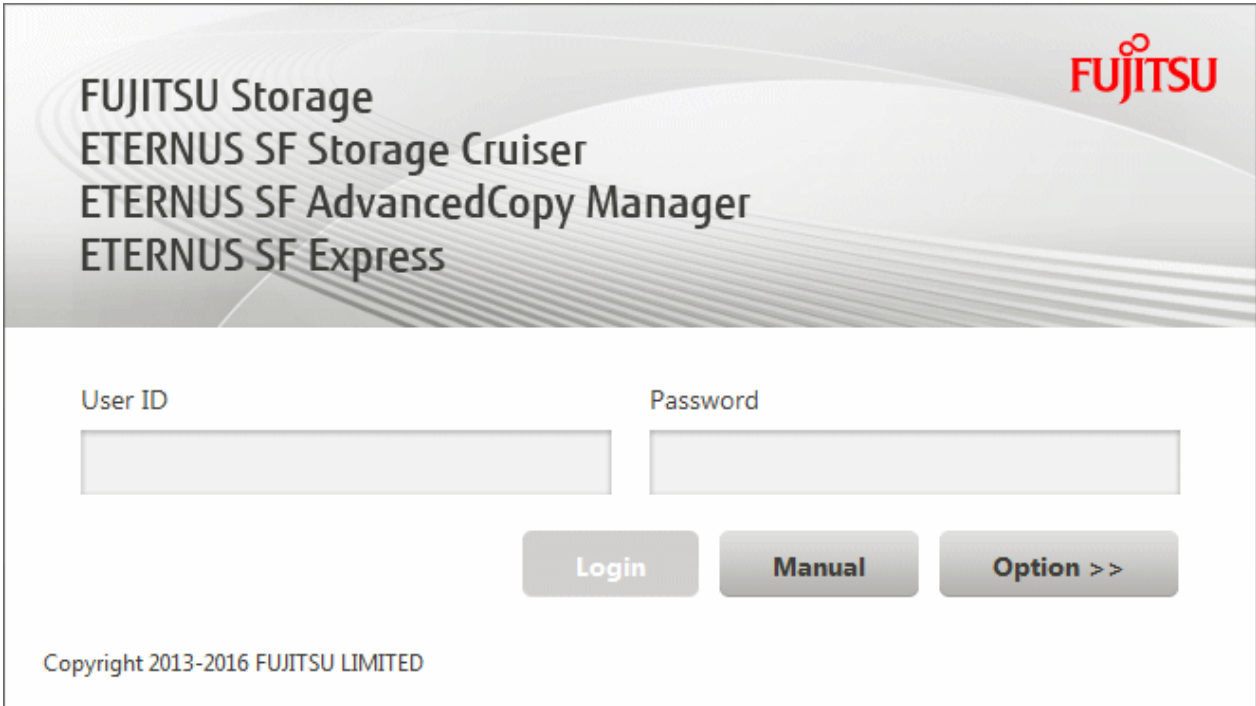 FUJITSU
FUJITSU Storage
ETERNUS SF Storage Cruiser
ETERNUS SF AdvancedCopy Manager
ETERNUS SF Express
User ID
Password
Login
Manual
Option >>
Copyright 2013-2016 FUJITSU LIMITED